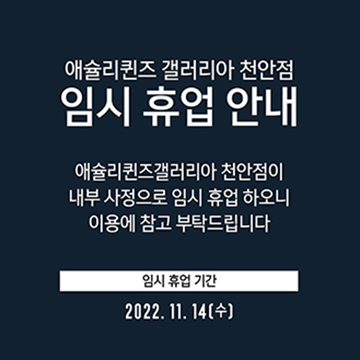 애슐리퀸즈 갤러리아 천안점
임시 휴업 안내
애슐리퀸즈갤러리아 천안점이
내부 사정으로 임시 휴업 하오니
이용에 참고 부탁드립니다
임시 휴업 기간
2022. 11. 14(수)